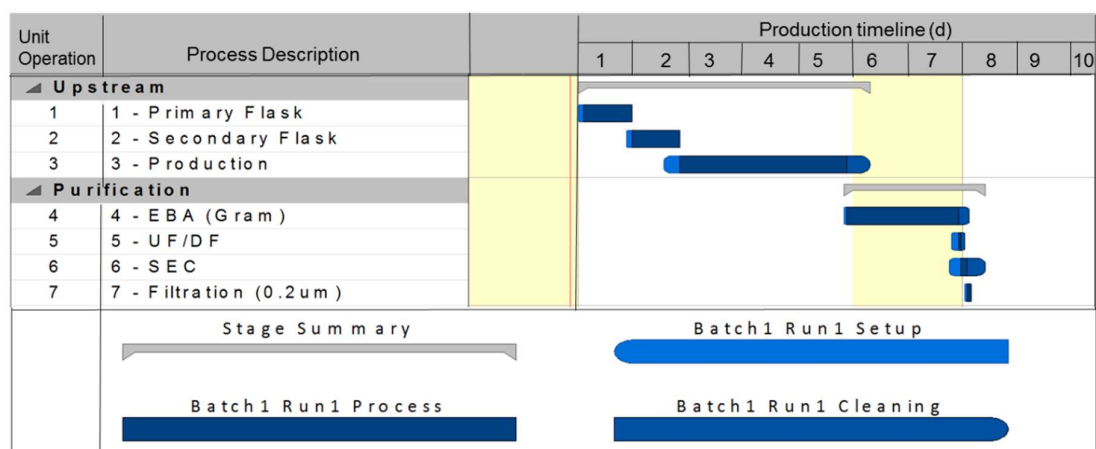 Unit Operation
Process Description
Production timeline (d)
1 2 3 4 5 6 7 8 9 10
Upstream
1 1 - Primary Flask
2 2 - Secondary Flask
3 3 - Production
Purification
4 4 - EBA (Gram)
5 5 - UF/DF
6 6 - SEC
7 7 - Filtration (0.2um)
Stage Summary
Batch1 Run1 Setup
Batch1 Run1 Process
Batch1 Run1 Cleaning